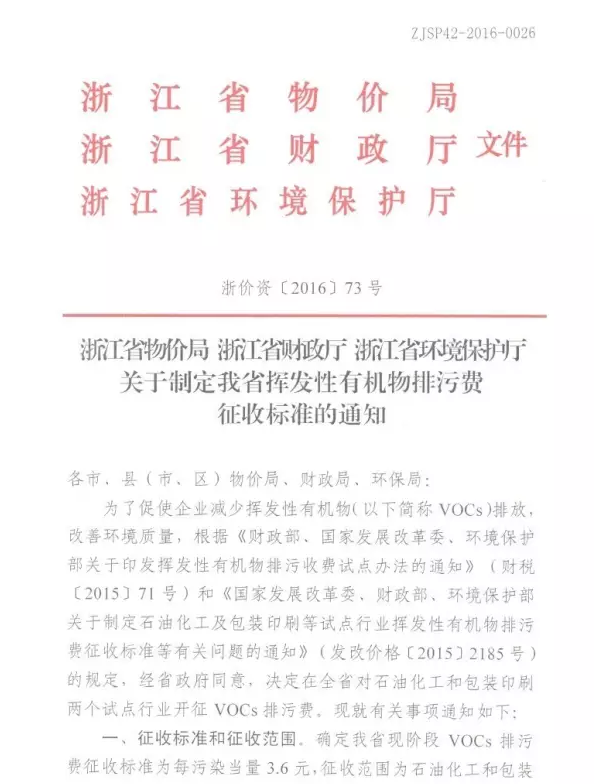 ZJSP42-2016-0026
浙江省物价局
浙江省财政厅 文件
浙江省环境保护厅
浙价资〔2016〕73号
浙江省物价局 浙江省财政厅 浙江省环境保护厅
关于制定我省挥发性有机物排污费
征收标准的通知
各市、县（市、区）物价局、财政局、环保局：
为了促使企业减少挥发性有机物(以下简称 VOCs)排放,
改善环境质量，根据《财政部、国家发展改革委、环境保护
部关于印发挥发性有机物排污收费试点办法的通知》（财税
〔2015〕71号）和《国家发展改革委、财政部、环境保护部
关于制定石油化工及包装印刷等试点行业挥发性有机物排污
费征收标准等有关问题的通知》（发改价格〔2015〕2185号）
的规定，经省政府同意，决定在全省对石油化工和包装印刷
两个试点行业开征 VOCs 排污费。现就有关事项通知如下：
一、征收标准和征收范围。确定我省现阶段 VOCs 排污
费征收标准为每污染当量 3.6 元,征收范围为石油化工和包装